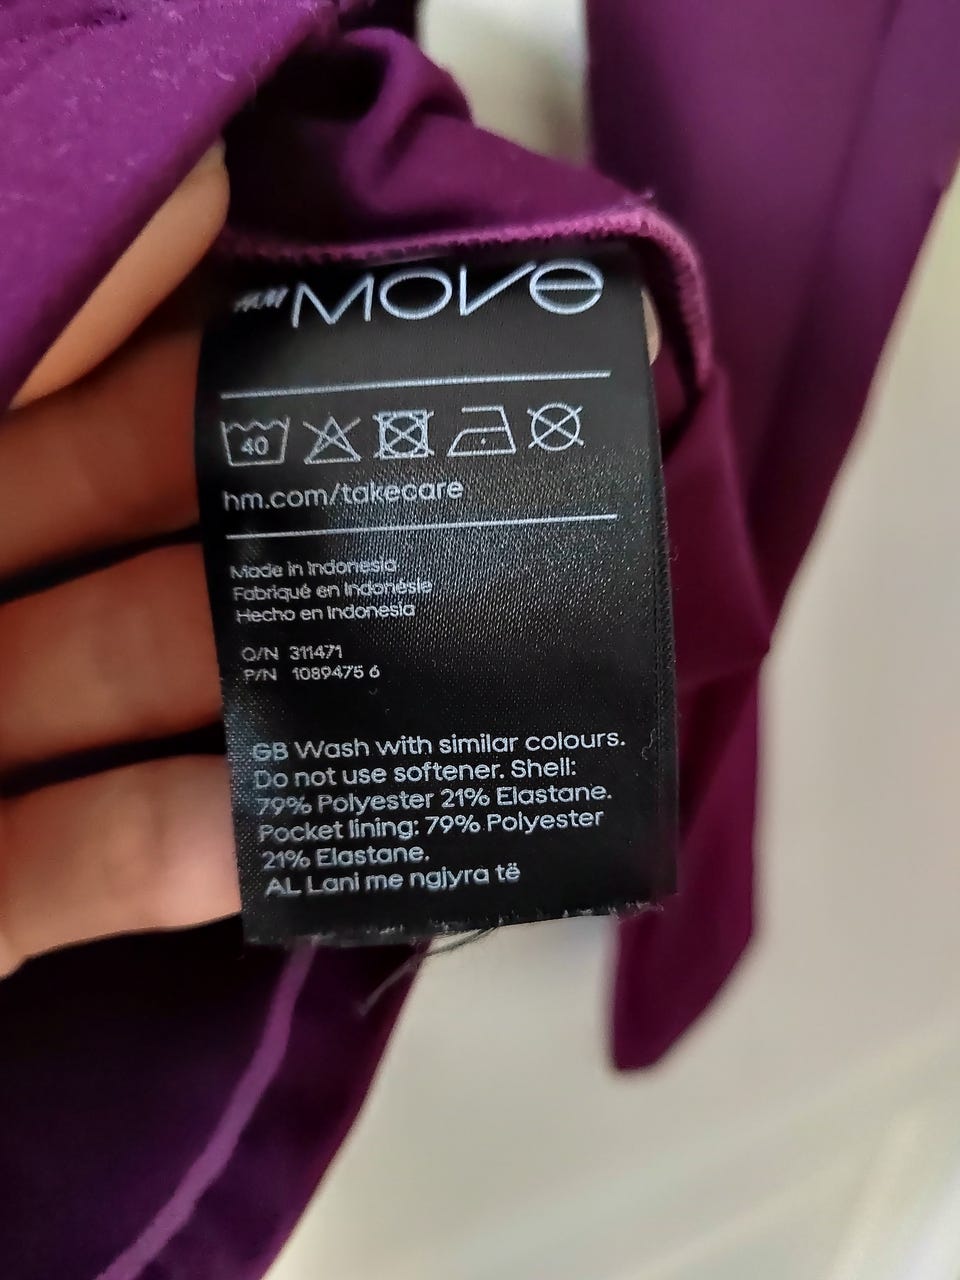 H&M MOVE
40
hm.com/takecare
Made in Indonesia
Fabriqué en Indonésie
Hecho en Indonesia
O/N 311471
P/N 1089475 6
GB Wash with similar colours.
Do not use softener. Shell:
79% Polyester 21% Elastane.
Pocket lining: 79% Polyester
21% Elastane.
AL Lani me ngjyra të